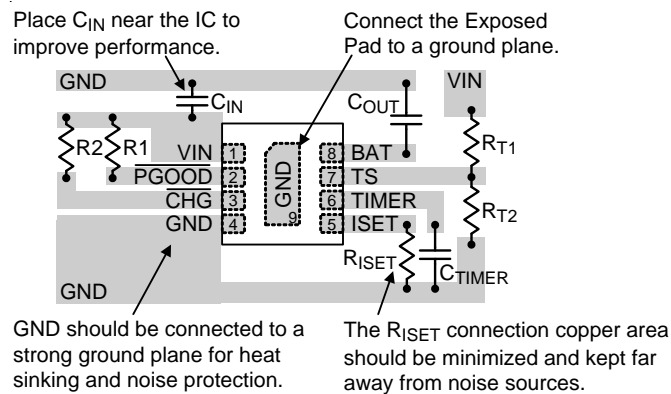 Place CIN near the IC to
improve performance.
Connect the Exposed
Pad to a ground plane.
GND
CIN
COUT
VIN
R2
R1
RT1
VIN 1
8 BAT
PGOOD 2
7 TS
CHG 3
6 TIMER
GND 4
5 ISET
GND
9
RT2
RISET
CTIMER
GND
GND should be connected to a
strong ground plane for heat
sinking and noise protection.
The RISET connection copper area
should be minimized and kept far
away from noise sources.